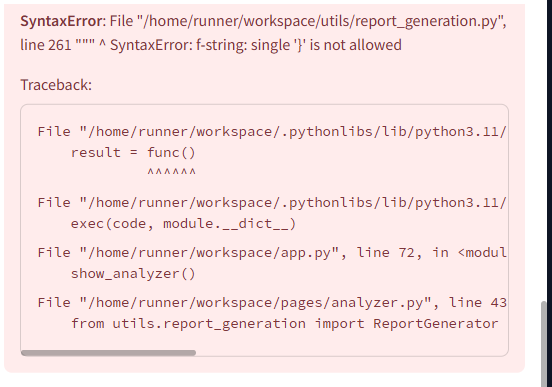 SyntaxError: File "/home/runner/workspace/utils/report_generation.py",
line 261 """ ^ SyntaxError: f-string: single '}' is not allowed
Traceback:
File "/home/runner/workspace/.pythonlibs/lib/python3.11/
result = func()
^^^^^^
File "/home/runner/workspace/.pythonlibs/lib/python3.11/
exec(code, module.__dict__)
File "/home/runner/workspace/app.py", line 72, in <modul
show_analyzer()
File "/home/runner/workspace/pages/analyzer.py", line 43
from utils.report_generation import ReportGenerator